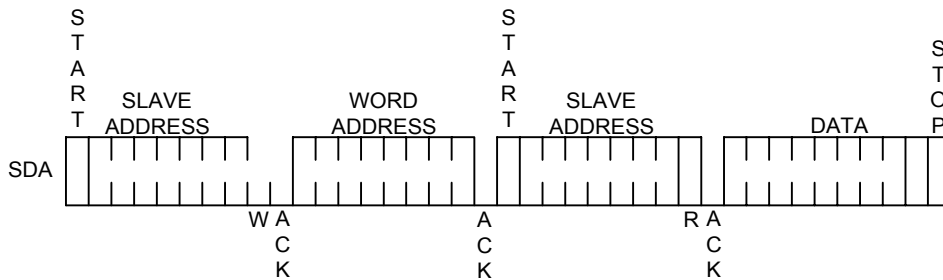 START
SLAVE
ADDRESS
WORD
ADDRESS
START
SLAVE
ADDRESS
DATA
STOP
SDA
W
ACK
ACK
R
ACK